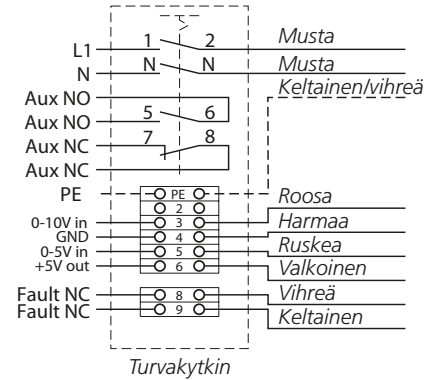 L1 1 2 Musta
N N N Musta
Keltainen/vihreä
Aux NO
Aux NO 5 6
Aux NC 7 8
Aux NC
PE PE
2 Roosa
0-10V in 3 Harmaa
GND 4 Ruskea
0-5V in 5
+5V out 6 Valkoinen
Fault NC 8 Vihreä
Fault NC 9 Keltainen
Turvakytkin